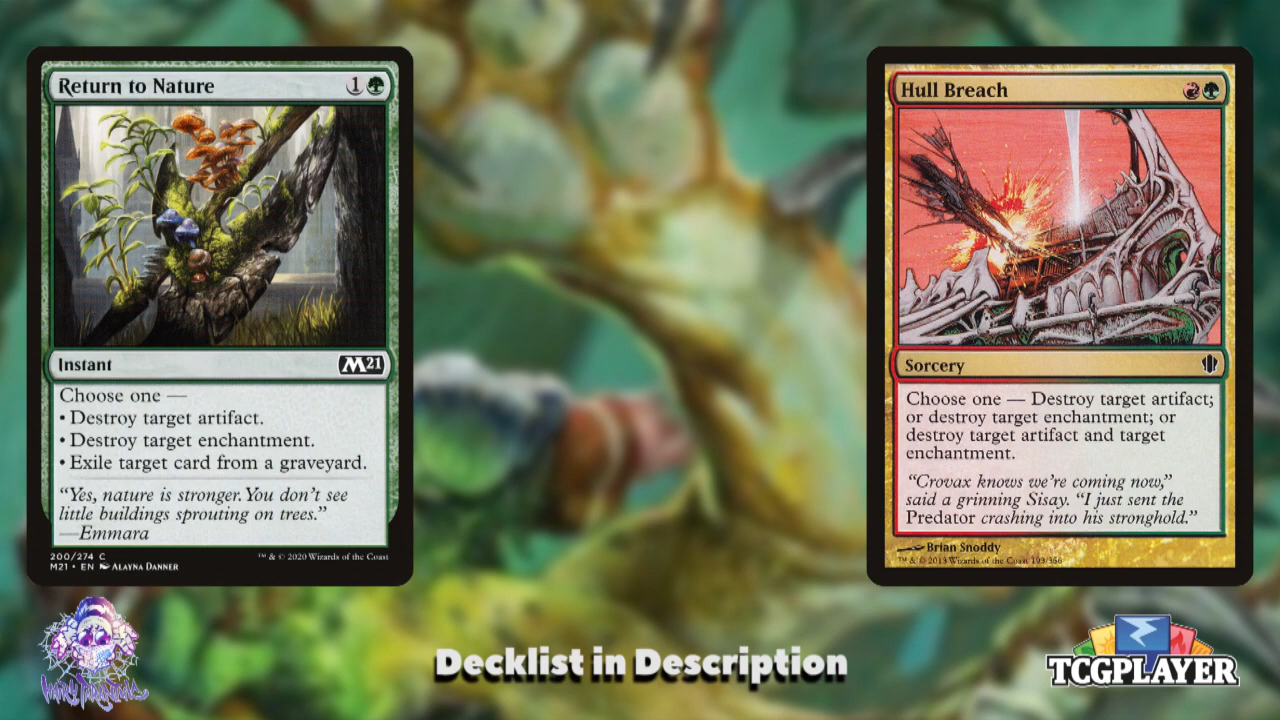 Return to Nature 1
Instant
M21
Choose one —
• Destroy target artifact.
• Destroy target enchantment.
• Exile target card from a graveyard.
“Yes, nature is stronger. You don’t see
little buildings sprouting on trees.”
—Emmara
200/274 C
M21 • EN Alayna Danner
™ & © 2020 Wizards of the Coast
Hull Breach
Sorcery
Choose one — Destroy target artifact;
or destroy target enchantment; or
destroy target artifact and target
enchantment.
“Crovax knows we’re coming now,”
said a grinning Sisay. “I just sent the
Predator crashing into his stronghold.”
Brian Snoddy
™ & © 2013 Wizards of the Coast 193/356
Decklist in Description
TCGPLAYER